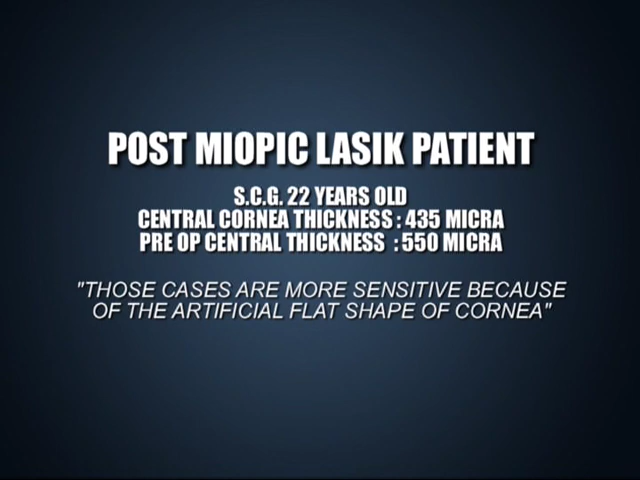 POST MIOPIC LASIK PATIENT
S.C.G. 22 YEARS OLD
CENTRAL CORNEA THICKNESS : 435 MICRA
PRE OP CENTRAL THICKNESS : 550 MICRA
"THOSE CASES ARE MORE SENSITIVE BECAUSE
OF THE ARTIFICIAL FLAT SHAPE OF CORNEA"